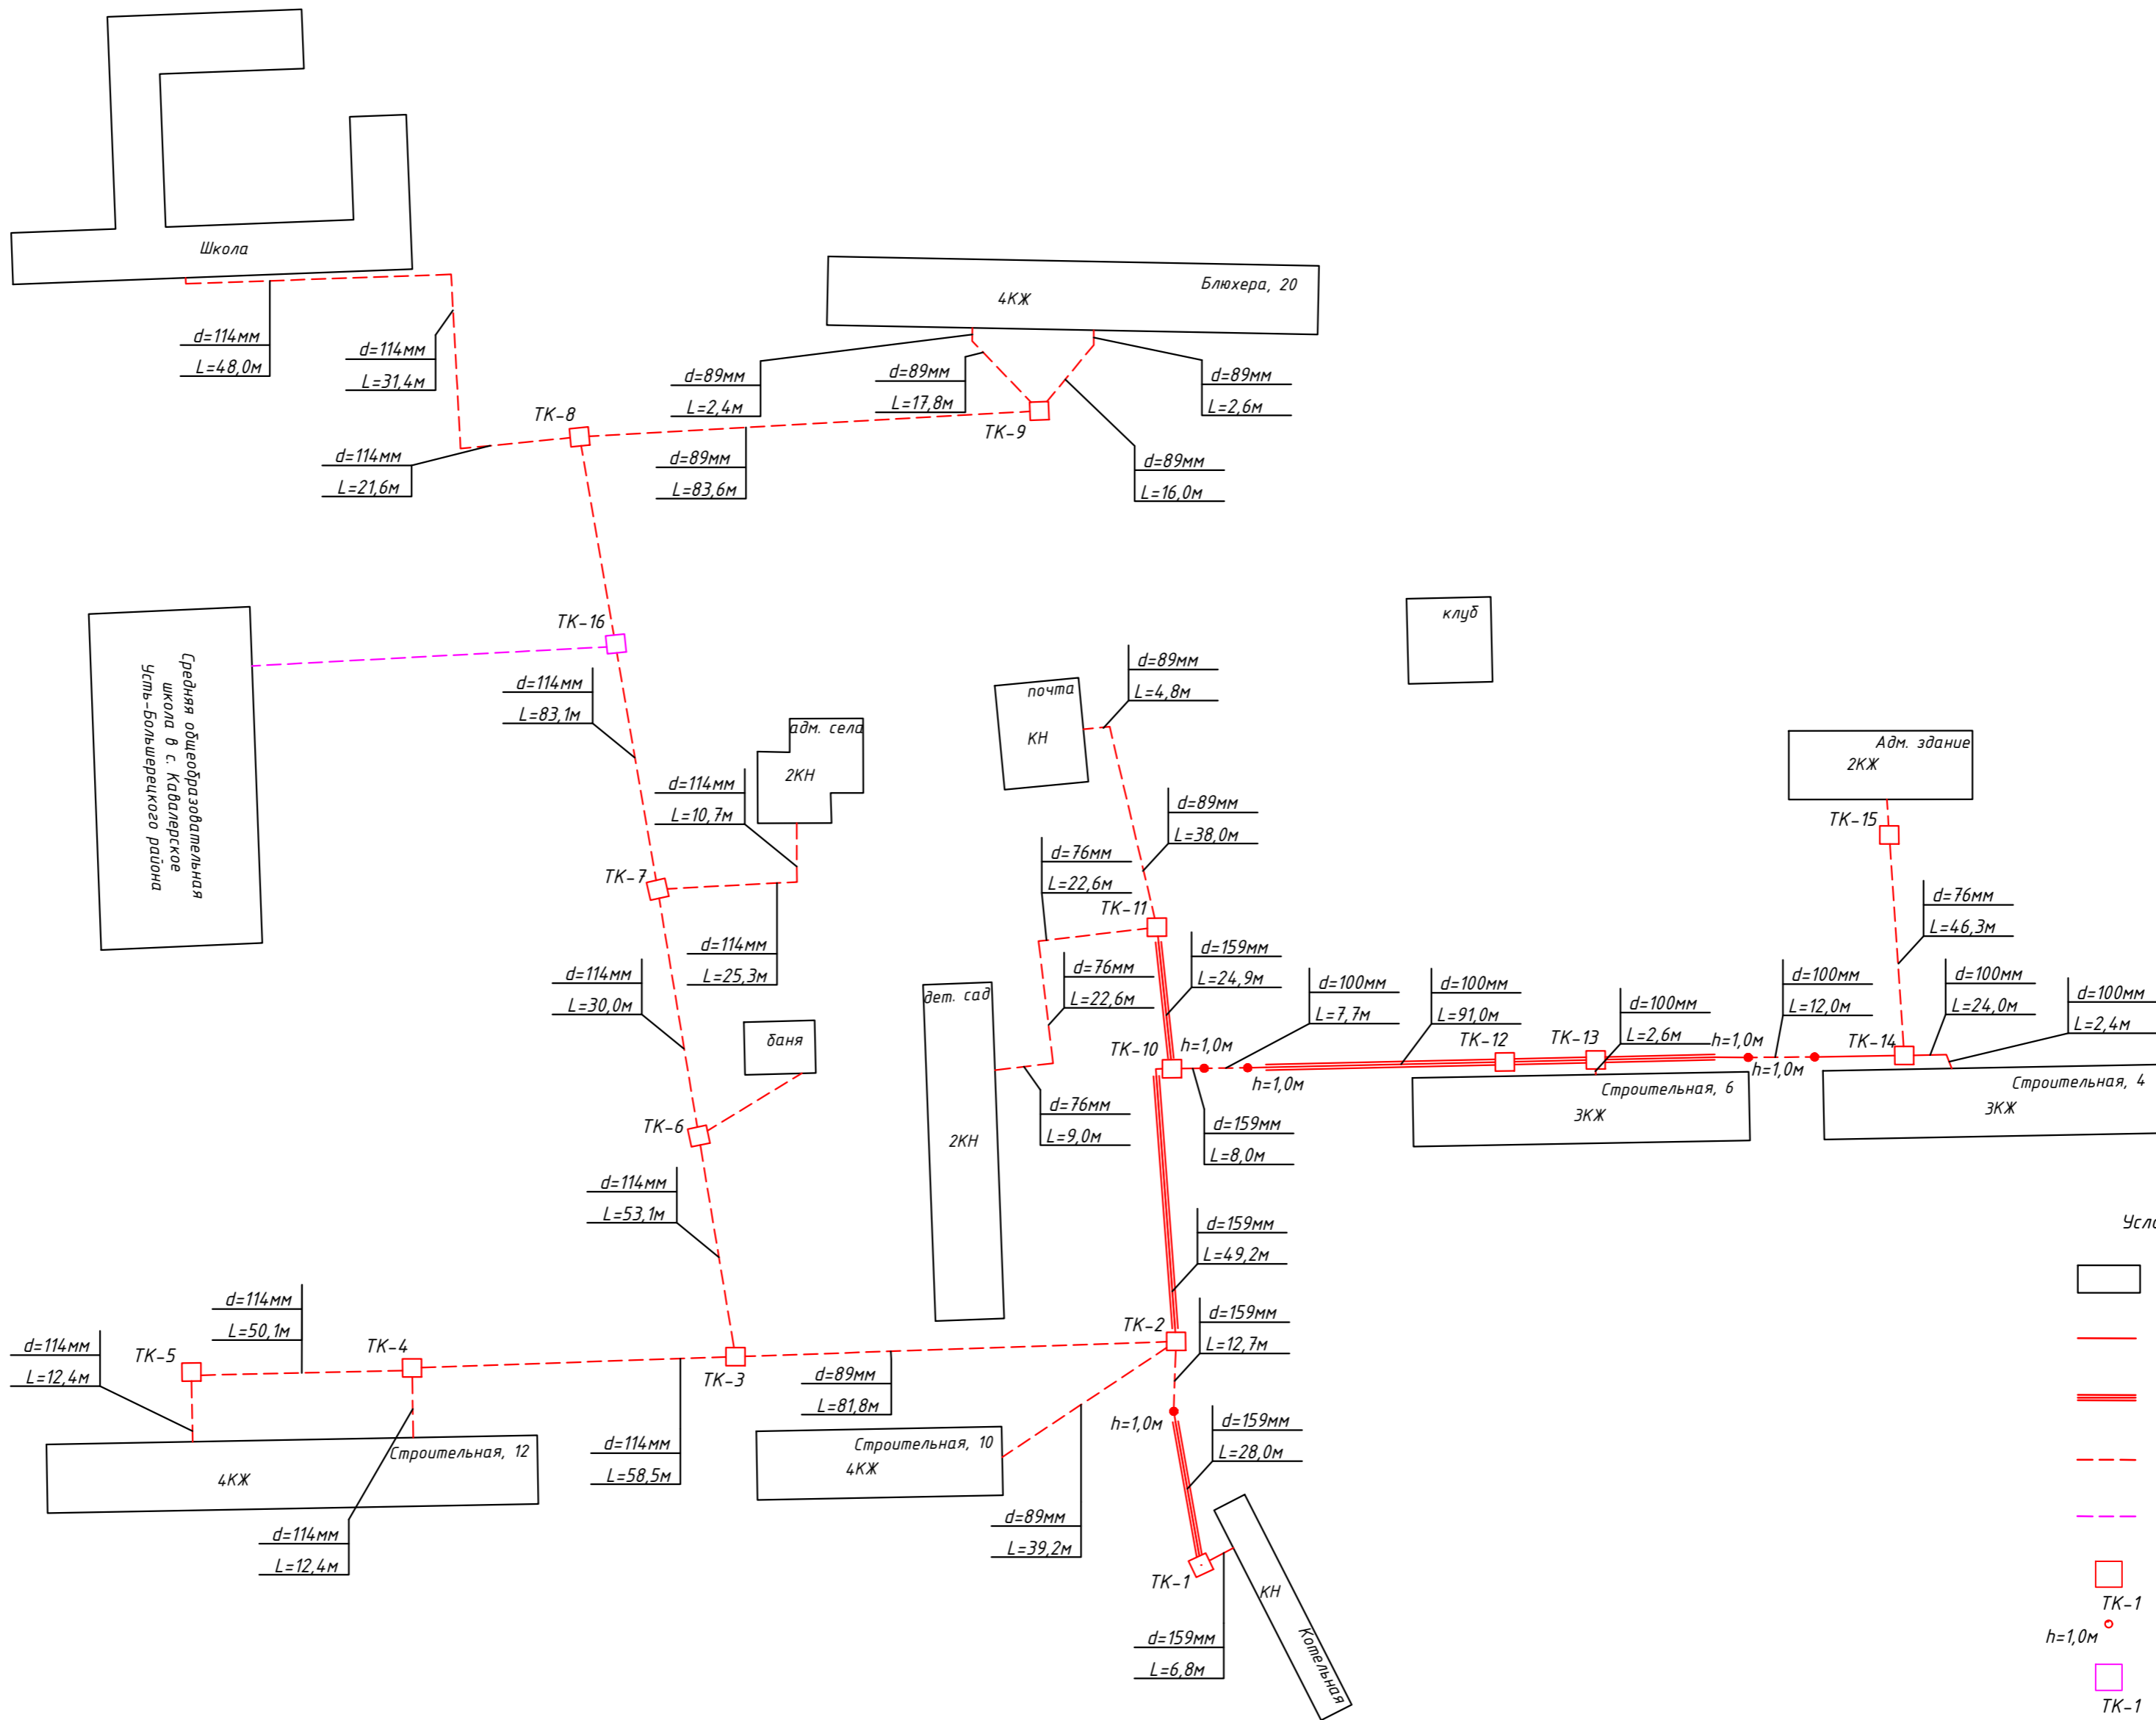 Школа
d=114мм
L=48,0м
d=114мм
L=31,4м
d=114мм
L=21,6м
ТК-8
Блюхера, 20
4КЖ
d=89мм
L=2,4м
d=89мм
L=17,8м
d=89мм
L=2,6м
ТК-9
d=89мм
L=83,6м
d=89мм
L=16,0м
ТК-16
Средняя общеобразовательная
школа в с. Кавалерское
Усть-Большерецкого района
d=114мм
L=83,1м
адм. села
2КН
d=114мм
L=10,7м
ТК-7
d=114мм
L=25,3м
d=114мм
L=30,0м
баня
ТК-6
d=114мм
L=53,1м
клуб
почта
КН
d=89мм
L=4,8м
d=89мм
L=38,0м
d=76мм
L=22,6м
ТК-11
d=76мм
L=22,6м
d=159мм
L=24,9м
дет. сад
2КН
d=76мм
L=9,0м
ТК-10
h=1,0м
h=1,0м
d=100мм
L=7,7м
d=159мм
L=8,0м
d=100мм
L=91,0м
ТК-12
ТК-13
d=100мм
L=2,6м
h=1,0м
h=1,0м
Строительная, 6
3КЖ
Адм. здание
2КЖ
ТК-15
d=76мм
L=46,3м
d=100мм
L=12,0м
ТК-14
d=100мм
L=24,0м
d=100мм
L=2,4м
Строительная, 4
3КЖ
d=159мм
L=49,2м
ТК-2
d=159мм
L=12,7м
h=1,0м
d=159мм
L=28,0м
d=114мм
L=50,1м
d=114мм
L=12,4м
ТК-5
ТК-4
ТК-3
d=89мм
L=81,8м
d=114мм
L=58,5м
Строительная, 12
4КЖ
d=114мм
L=12,4м
Строительная, 10
4КЖ
d=89мм
L=39,2м
ТК-1
КН
Котельная
d=159мм
L=6,8м
ТК-1
h=1,0м
ТК-1